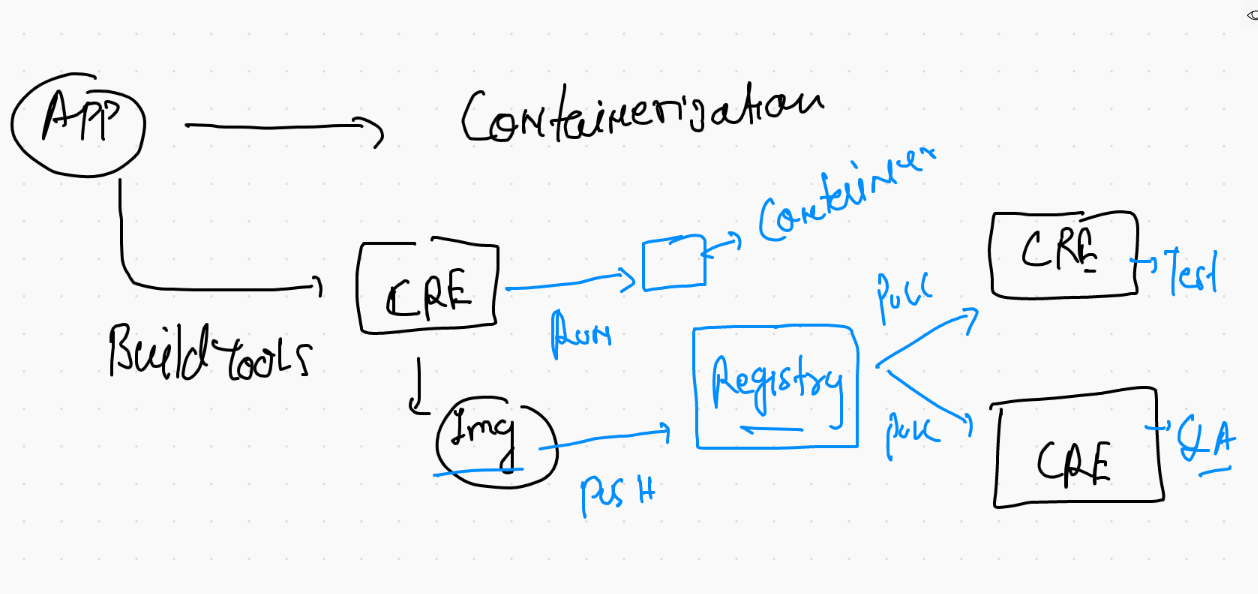 APP
Containerization
Container
CRE
Run
Build tools
Img
Push
Registry
Pull
Pull
CRE
Test
CRE
QA